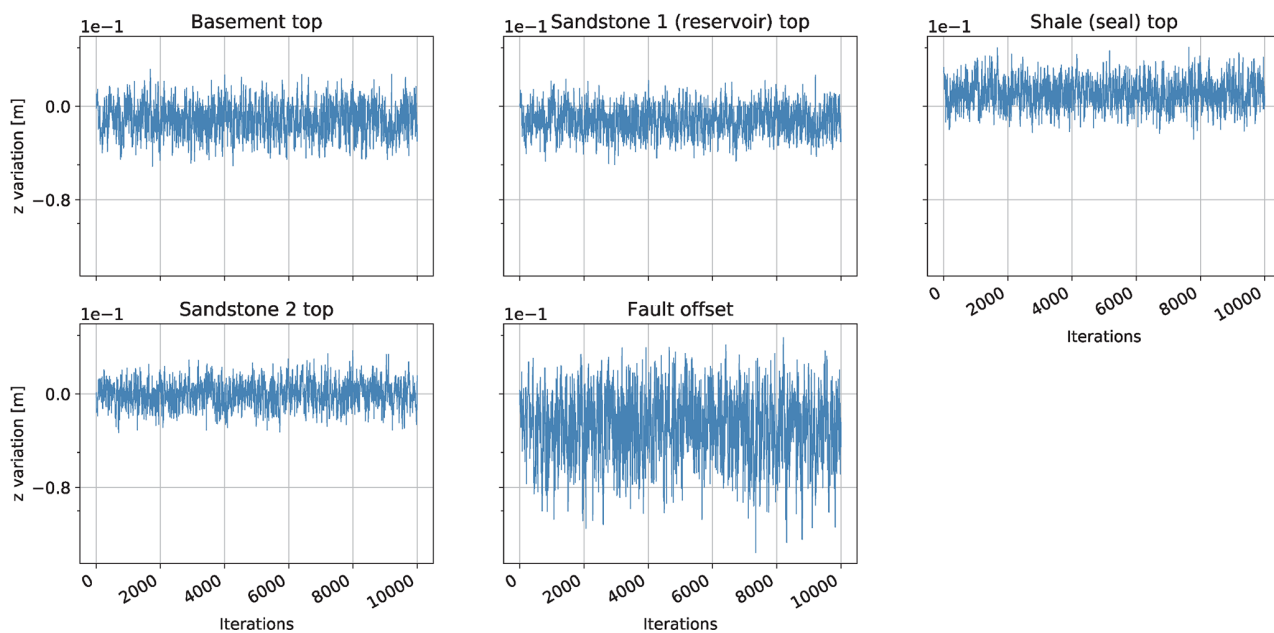 Basement top
Sandstone 1 (reservoir) top
Shale (seal) top
1e−1
1e−1
1e−1
0.0
−0.8
z variation [m]
0 2000 4000 6000 8000 10000
Iterations
Sandstone 2 top
Fault offset
1e−1
1e−1
0.0
−0.8
z variation [m]
0 2000 4000 6000 8000 10000
0 2000 4000 6000 8000 10000
Iterations
Iterations